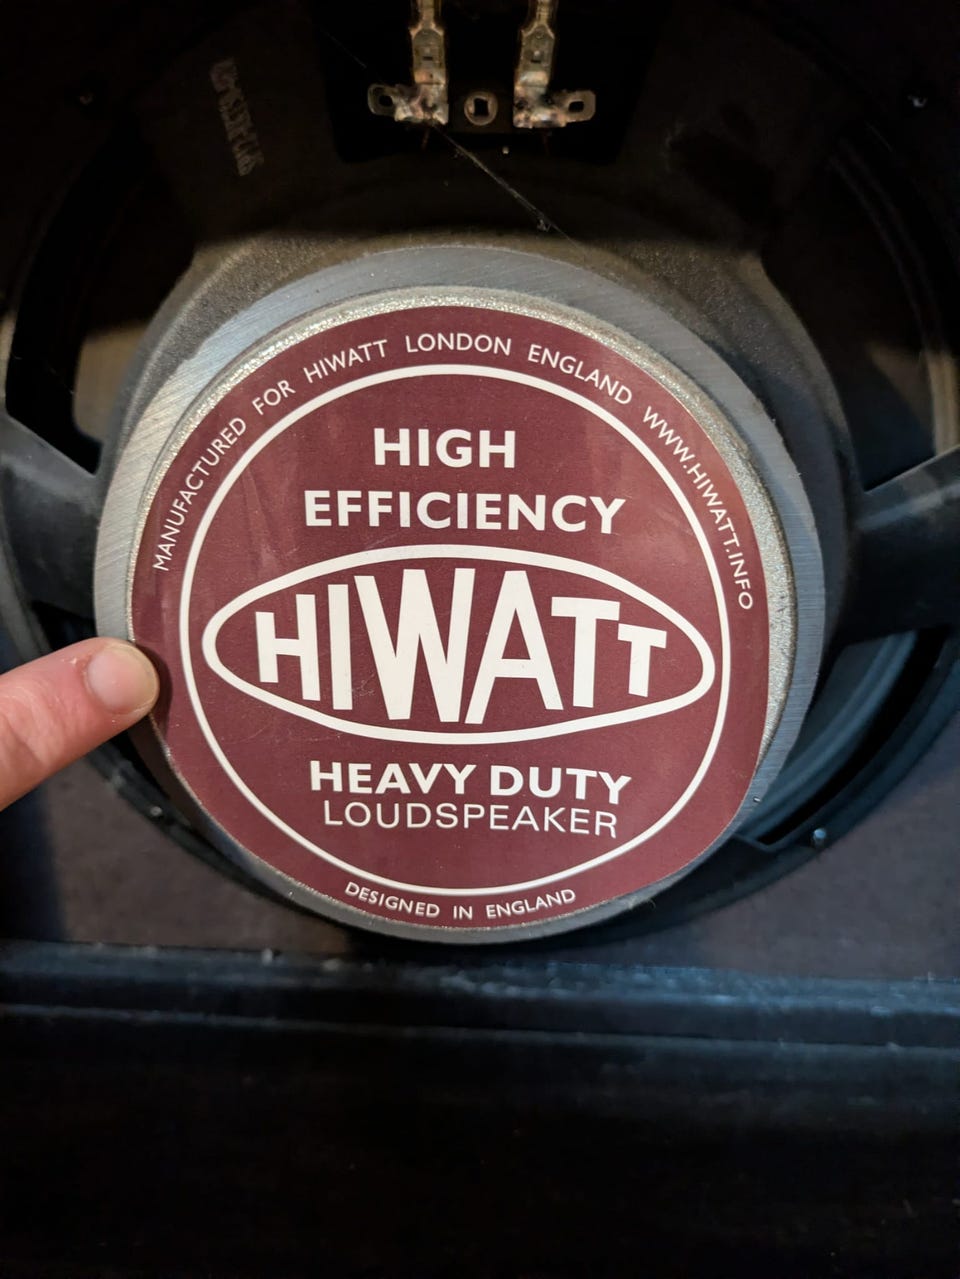 MANUFACTURED FOR HIWATT LONDON ENGLAND WWW.HIWATT.INFO
HIGH
EFFICIENCY
HIWATT
HEAVY DUTY
LOUDSPEAKER
DESIGNED IN ENGLAND